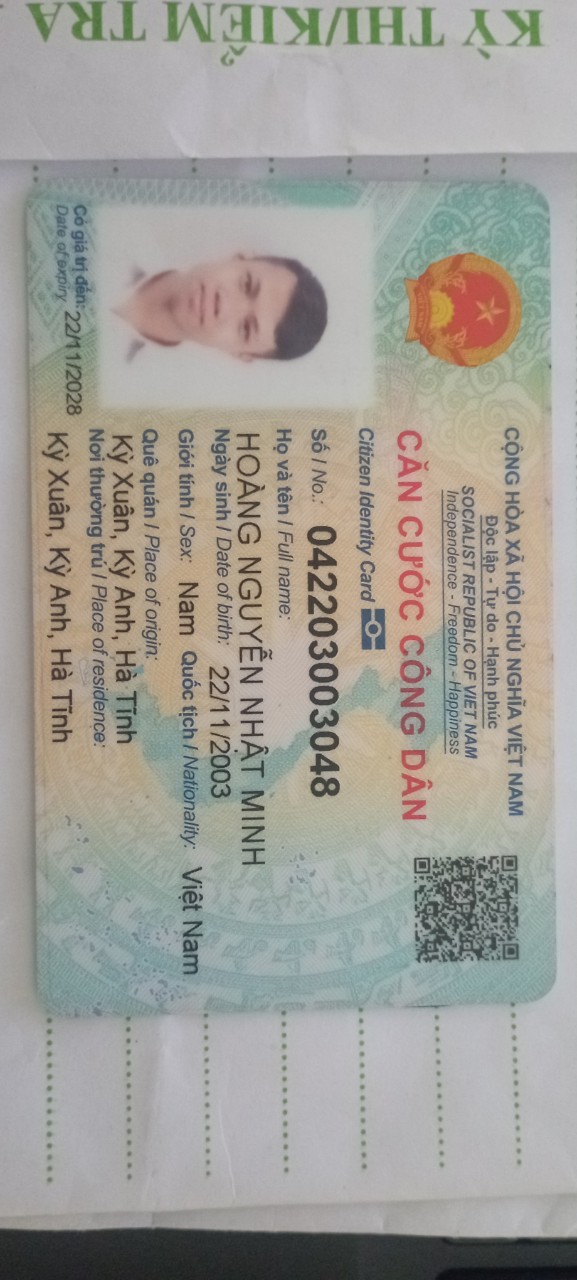 KỲ THI/KIỂM TRA
CỘNG HÒA XÃ HỘI CHỦ NGHĨA VIỆT NAM
Độc lập - Tự do - Hạnh phúc
SOCIALIST REPUBLIC OF VIET NAM
Independence - Freedom - Happiness
CĂN CƯỚC CÔNG DÂN
Citizen Identity Card
Số / No.: 042203003048
Họ và tên / Full name:
HOÀNG NGUYỄN NHẬT MINH
Ngày sinh / Date of birth: 22/11/2003
Giới tính / Sex: Nam Quốc tịch / Nationality: Việt Nam
Quê quán / Place of origin:
Kỳ Xuân, Kỳ Anh, Hà Tĩnh
Nơi thường trú / Place of residence:
Kỳ Xuân, Kỳ Anh, Hà Tĩnh
Có giá trị đến: 22/11/2028
Date of expiry